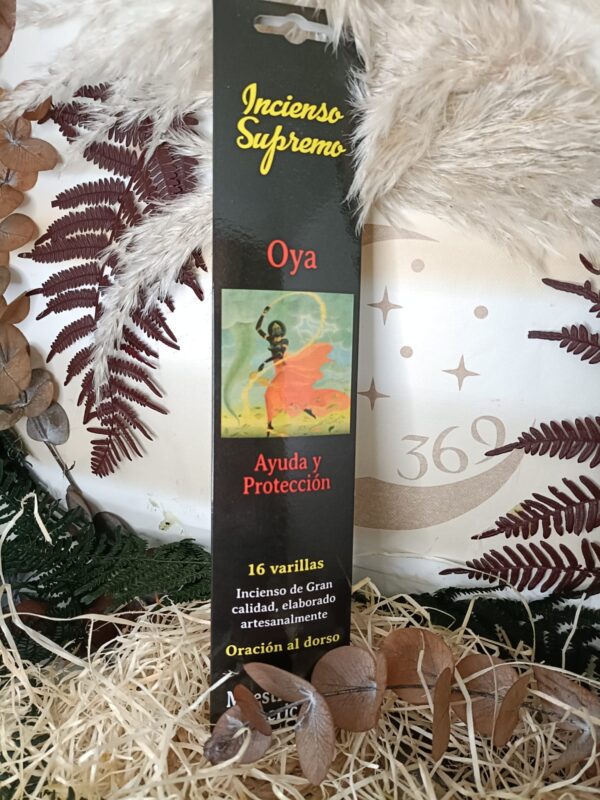 Incienso
Supremo
Oya
Ayuda y
Protección
369
16 varillas
Incienso de Gran
calidad, elaborado
artesanalmente
Oración al dorso